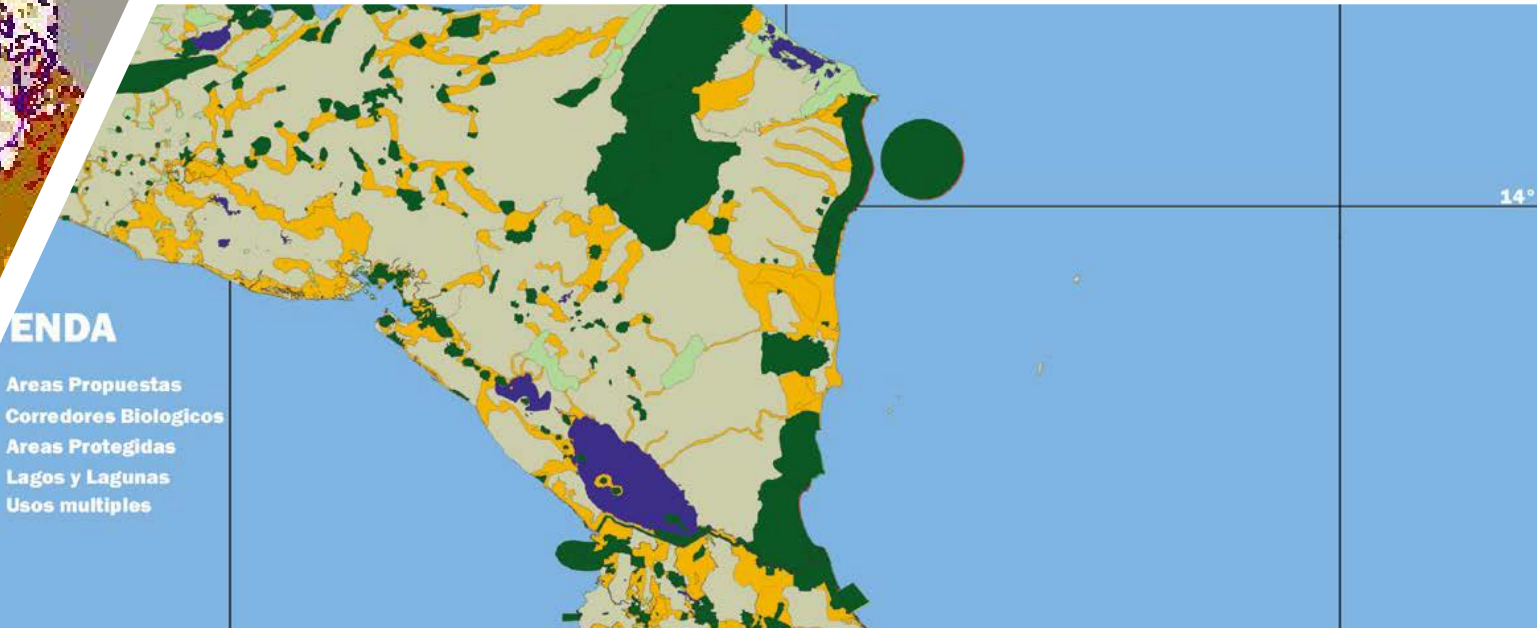 14°
ENDA
Areas Propuestas
Corredores Biologicos
Areas Protegidas
Lagos y Lagunas
Usos multiples